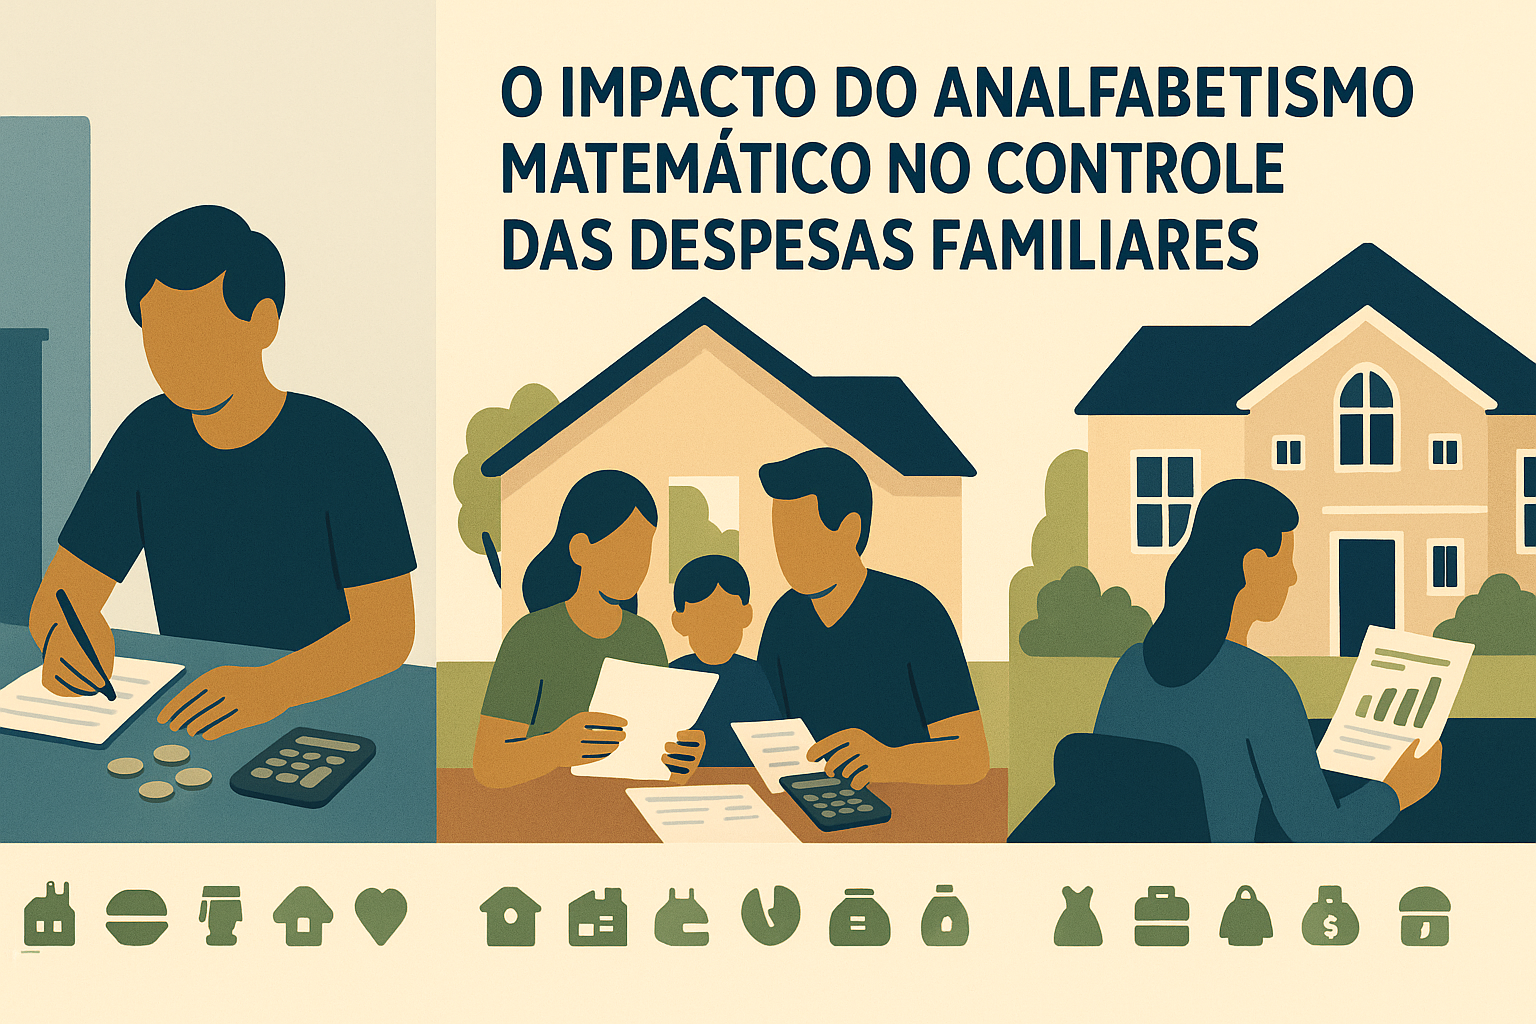 O IMPACTO DO ANALFABETISMO
MATEMÁTICO NO CONTROLE
DAS DESPESAS FAMILIARES
$